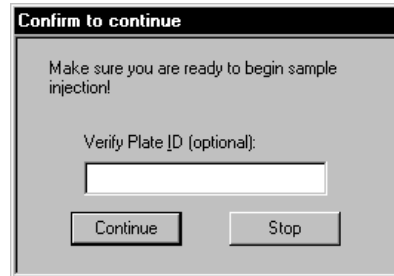 Confirm to continue
Make sure you are ready to begin sample
injection!
Verify Plate ID (optional):
Continue
Stop